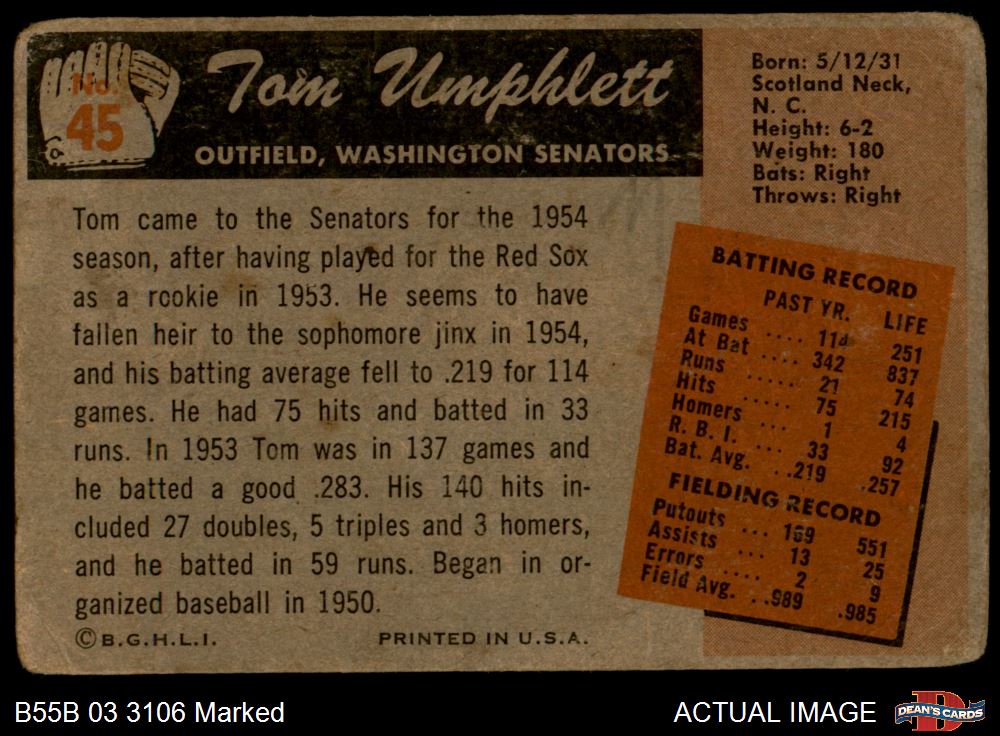 No.
45
Tom Umphlett
OUTFIELD, WASHINGTON SENATORS
Born: 5/12/31
Scotland Neck,
N. C.
Height: 6-2
Weight: 180
Bats: Right
Throws: Right
Tom came to the Senators for the 1954
season, after having played for the Red Sox
as a rookie in 1953. He seems to have
fallen heir to the sophomore jinx in 1954,
and his batting average fell to .219 for 114
games. He had 75 hits and batted in 33
runs. In 1953 Tom was in 137 games and
he batted a good .283. His 140 hits in-
cluded 27 doubles, 5 triples and 3 homers,
and he batted in 59 runs. Began in or-
ganized baseball in 1950.
©B.G.H.L.I. PRINTED IN U.S.A.
BATTING RECORD
PAST YR. LIFE
Games .... 114 251
At Bat .... 342 837
Runs ..... 21 74
Hits ..... 75 215
Homers ... 1 4
R. B. I. ... 33 92
Bat. Avg. ..219 .257
FIELDING RECORD
Putouts ... 169 551
Assists ... 13 25
Errors .... 2 9
Field Avg. ..989 .985
B55B 03 3106 Marked
ACTUAL IMAGE
DEAN'S CARDS